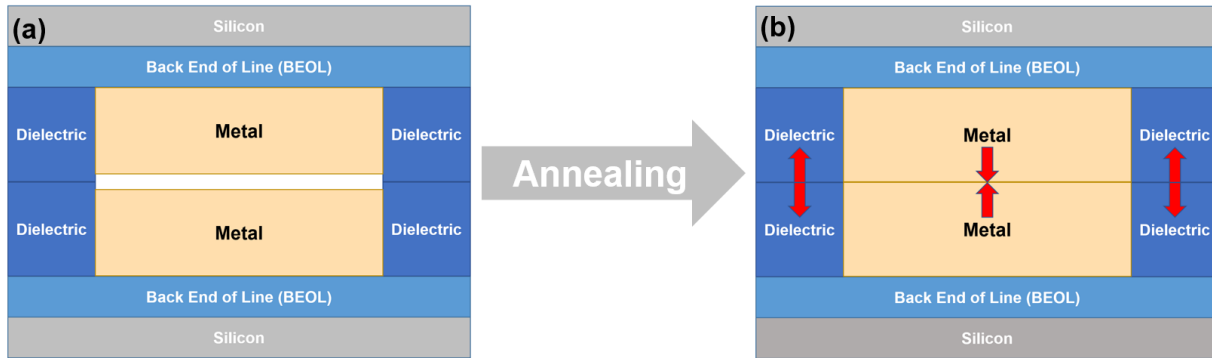 (a)
Silicon
Back End of Line (BEOL)
Dielectric
Metal
Dielectric
Dielectric
Metal
Dielectric
Back End of Line (BEOL)
Silicon
Annealing
(b)
Silicon
Back End of Line (BEOL)
Dielectric
Metal
Dielectric
Dielectric
Metal
Dielectric
Back End of Line (BEOL)
Silicon